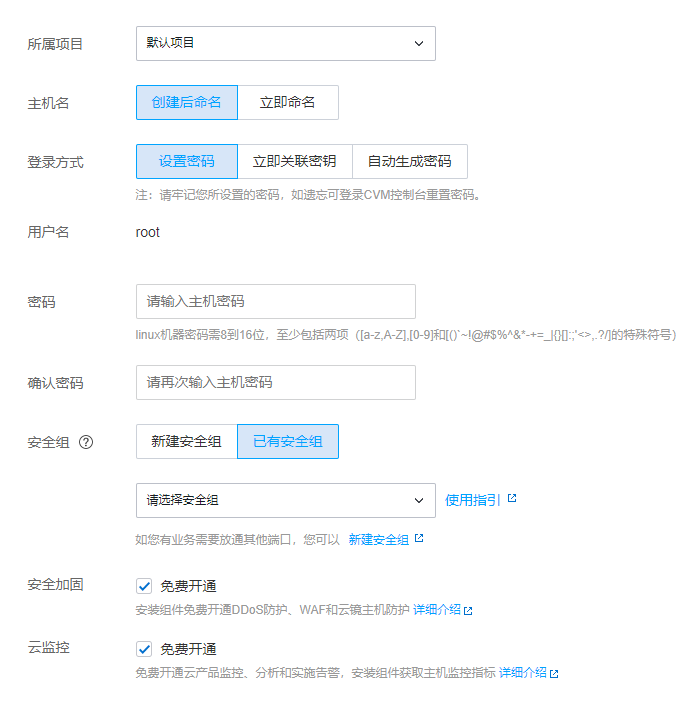 所属项目 默认项目
主机名 创建后命名 立即命名
登录方式 设置密码 立即关联密钥 自动生成密码
注：请牢记您所设置的密码，如遗忘可登录CVM控制台重置密码。
用户名 root
密码 请输入主机密码
linux机器密码需8到16位，至少包括两项（[a-z,A-Z],[0-9]和[()`~!@#$%^&*-+=_|{}[]:;'<>,.?/]的特殊符号）
确认密码 请再次输入主机密码
安全组 ? 新建安全组 已有安全组
请选择安全组 使用指引
如您有业务需要放通其他端口，您可以 新建安全组
安全加固 免费开通
安装组件免费开通DDoS防护、WAF和云镜主机防护 详细介绍
云监控 免费开通
免费开通云产品监控、分析和实施告警，安装组件获取主机监控指标 详细介绍